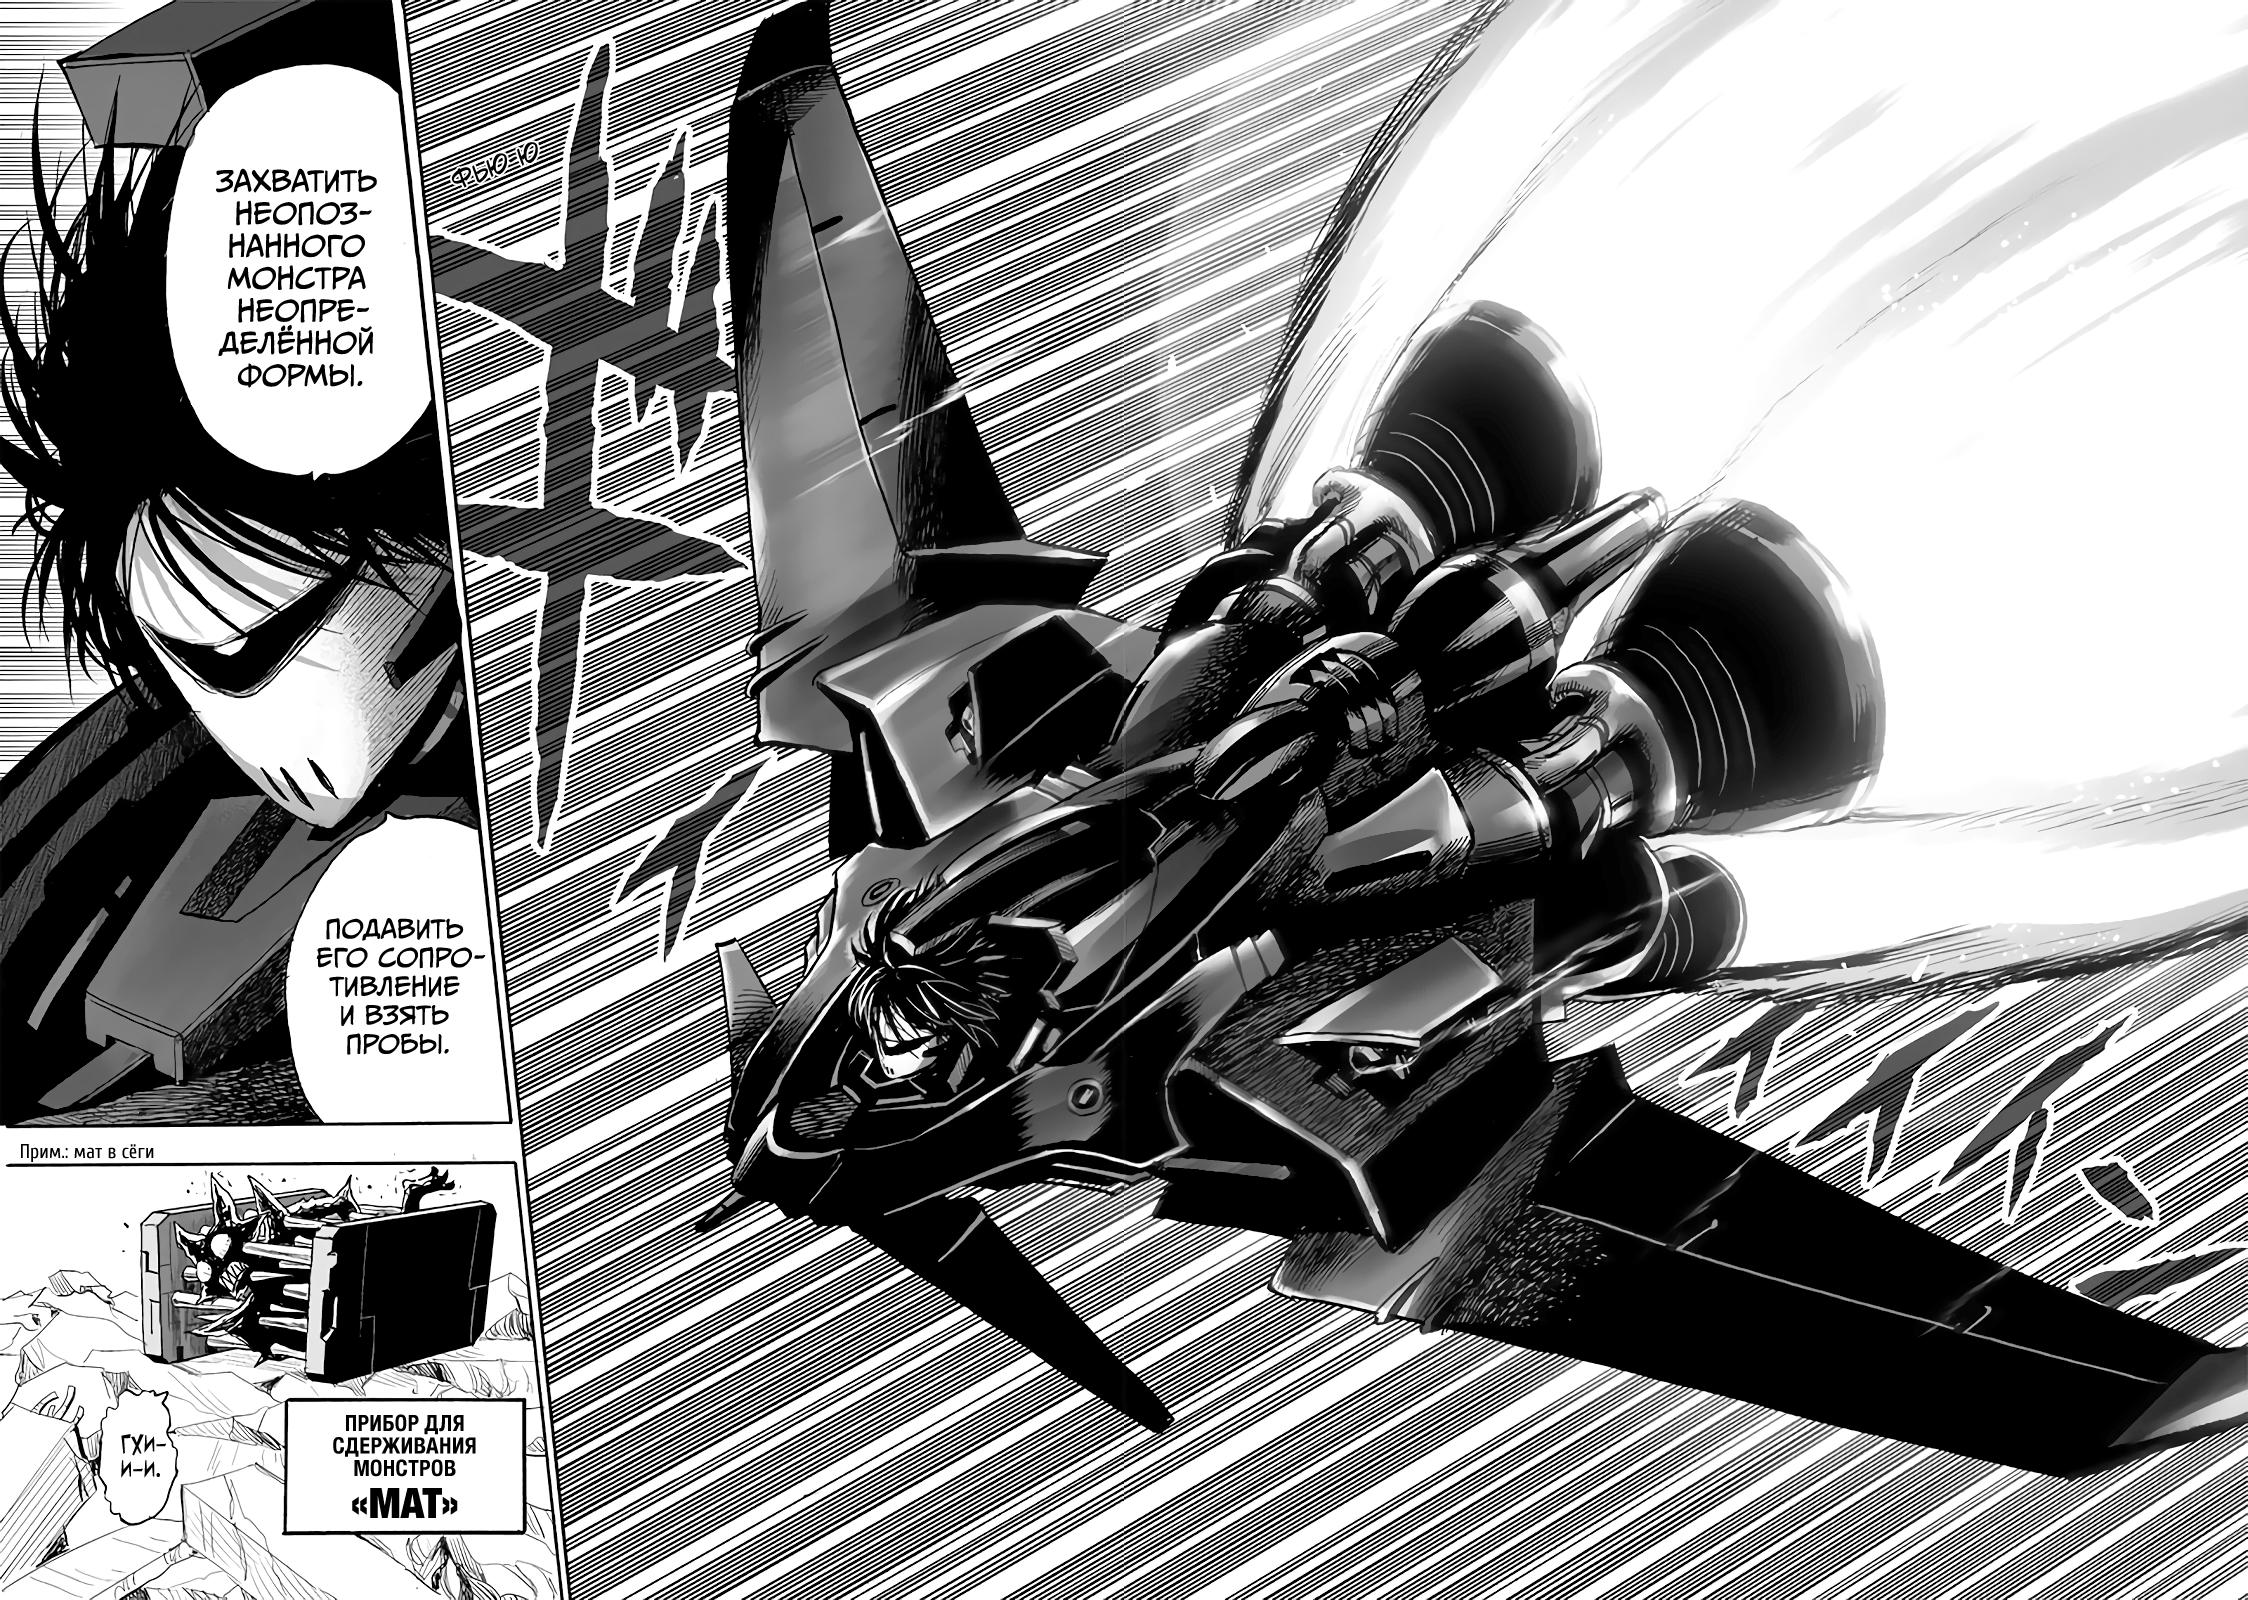 ФЬЮ-Ю
ЗАХВАТИТЬ
НЕОПОЗ-
НАННОГО
МОНСТРА
НЕОПРЕ-
ДЕЛЁННОЙ
ФОРМЫ.
ПОДАВИТЬ
ЕГО СОПРО-
ТИВЛЕНИЕ
И ВЗЯТЬ
ПРОБЫ.
Прим.: мат в сёги
ПРИБОР ДЛЯ
СДЕРЖИВАНИЯ
МОНСТРОВ
«МАТ»
ГХИ-
И-И.